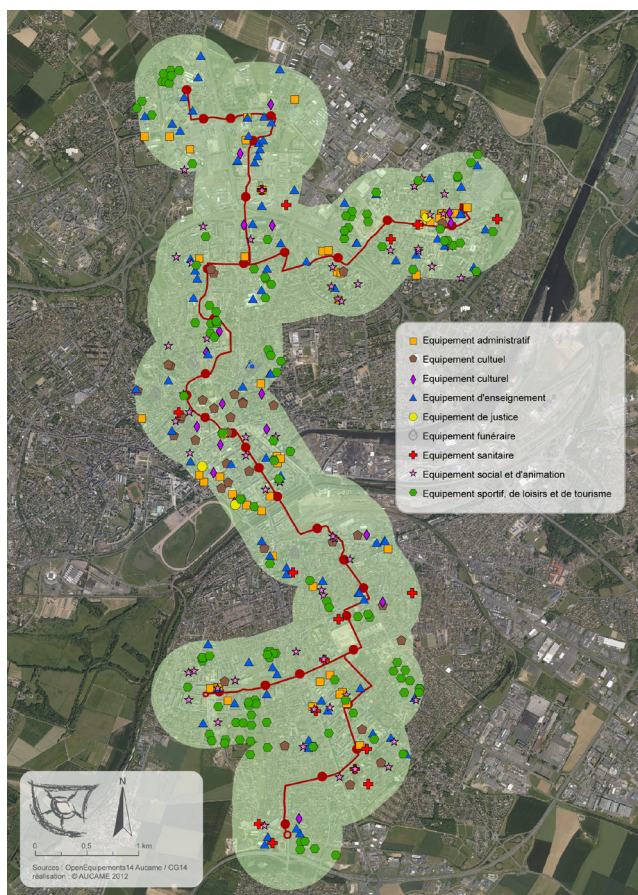 Equipement administratif
Equipement cultuel
Equipement culturel
Equipement d'enseignement
Equipement de justice
Equipement funéraire
Equipement sanitaire
Equipement social et d'animation
Equipement sportif, de loisirs et de tourisme
N
0 0.5 1 km
Sources : OpenEquipements14 Aucame / CG14
réalisation : © AUCAME 2012